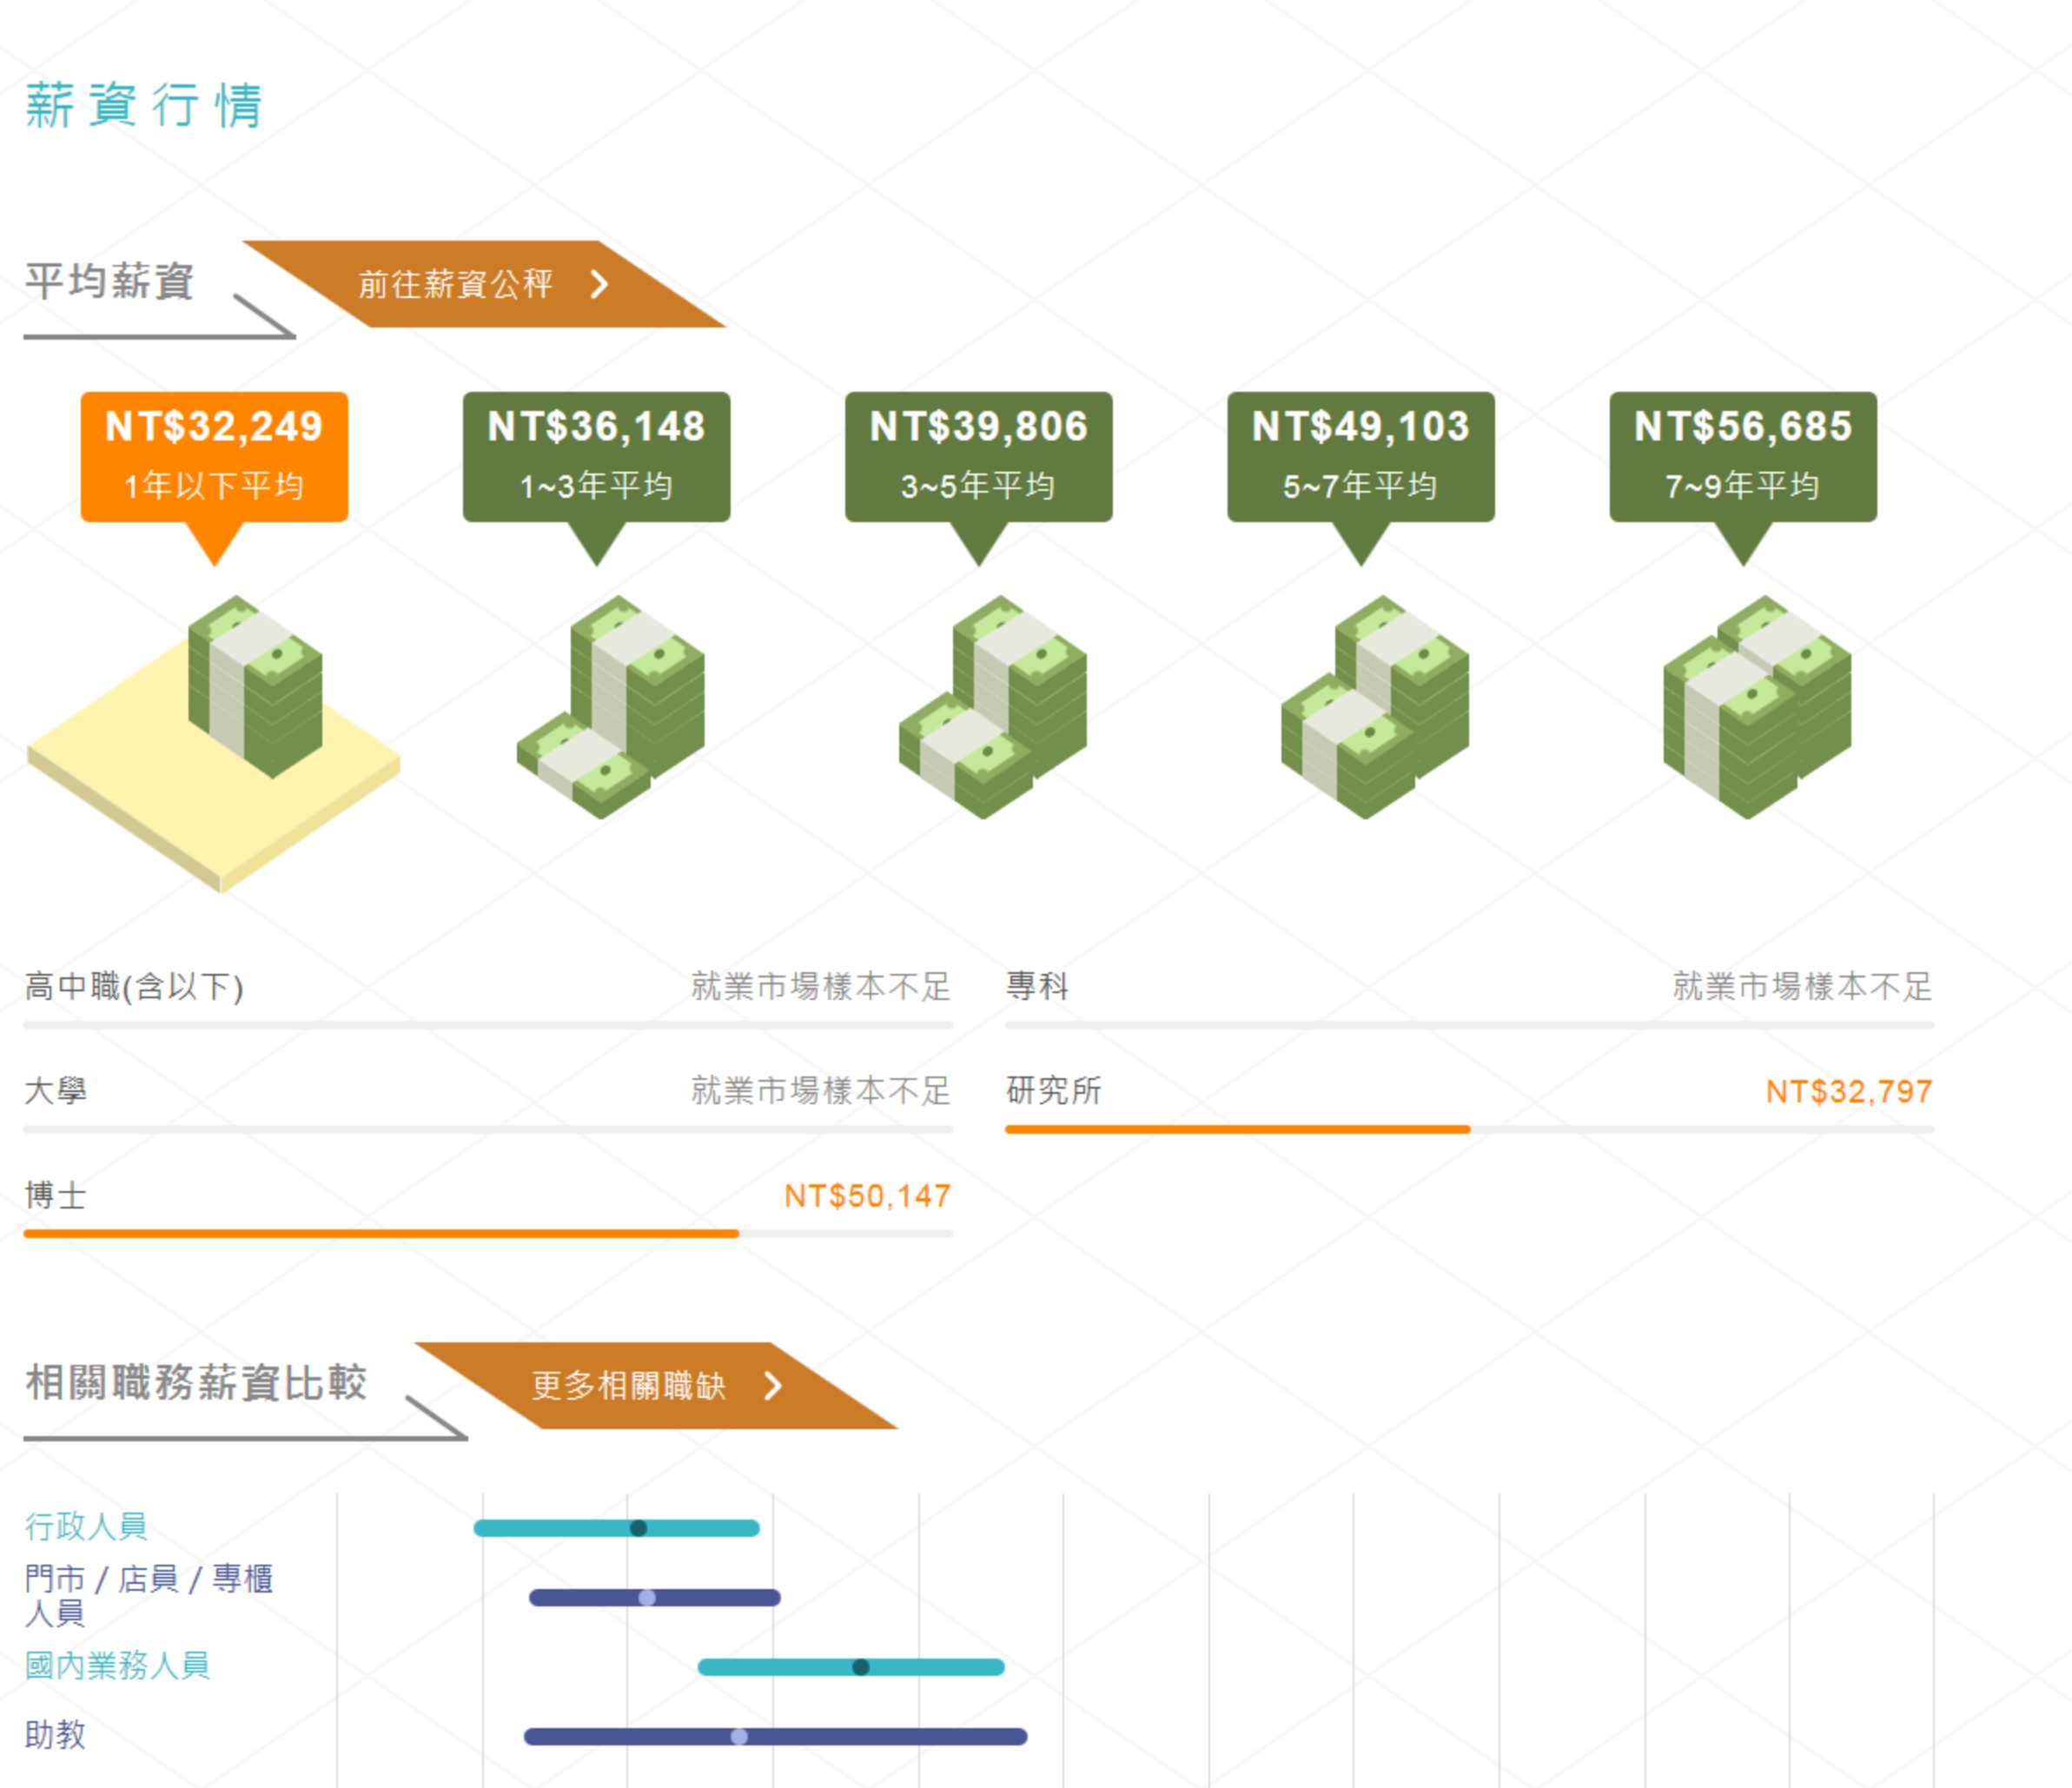 薪資行情
平均薪資
前往薪資公秤
NT$32,249
1年以下平均
NT$36,148
1~3年平均
NT$39,806
3~5年平均
NT$49,103
5~7年平均
NT$56,685
7~9年平均
高中職(含以下)
就業市場樣本不足
專科
就業市場樣本不足
大學
就業市場樣本不足
研究所
NT$32,797
博士
NT$50,147
相關職務薪資比較
更多相關職缺
行政人員
門市 / 店員 / 專櫃
人員
國內業務人員
助教